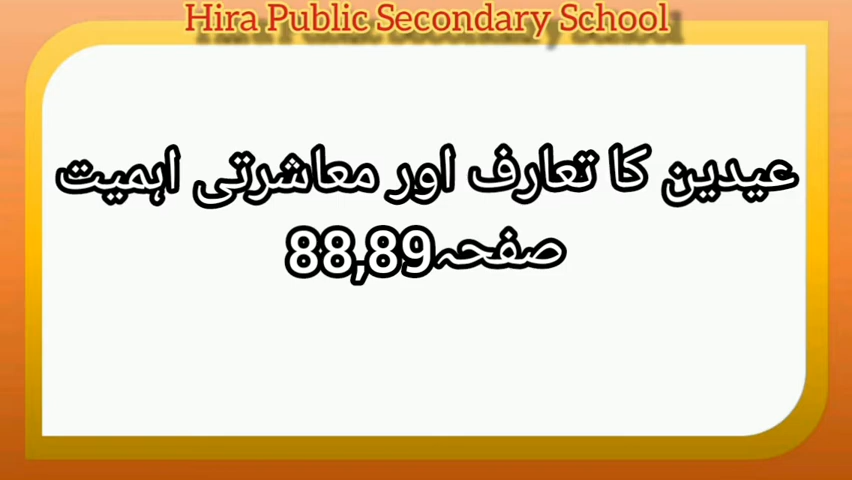 Hira Public Secondary School
عیدین کا تعارف اور معاشرتی اہمیت
صفحہ88,89